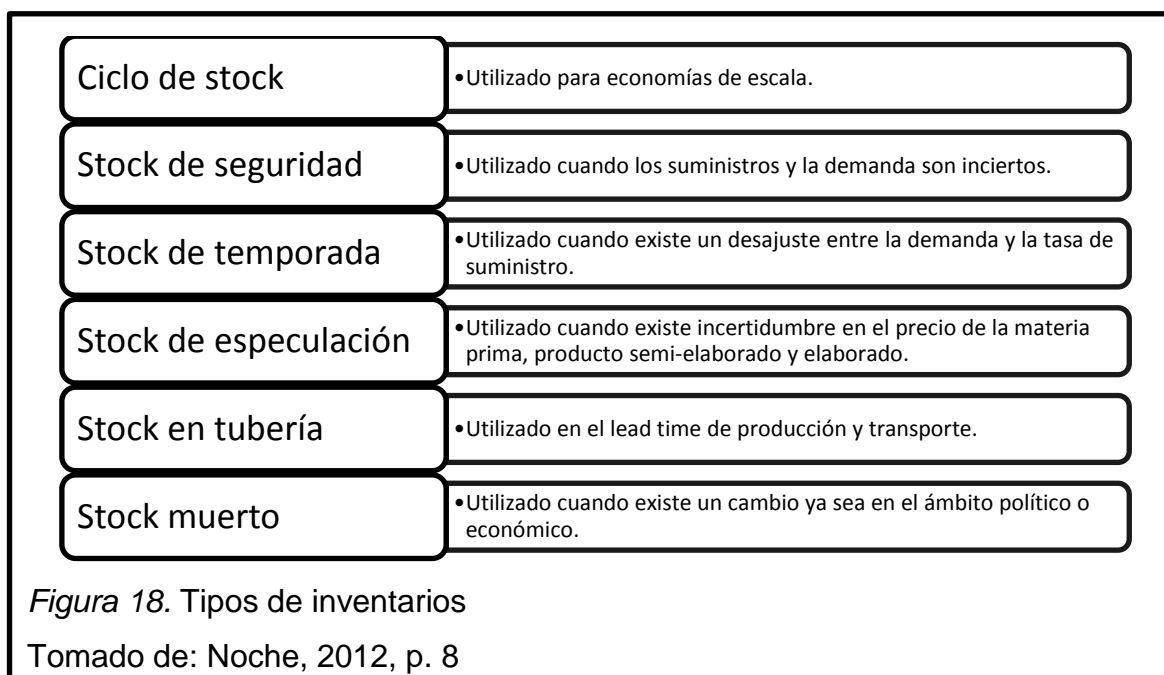 Ciclo de stock
•Utilizado para economías de escala.
Stock de seguridad
•Utilizado cuando los suministros y la demanda son inciertos.
Stock de temporada
•Utilizado cuando existe un desajuste entre la demanda y la tasa de
suministro.
Stock de especulación
•Utilizado cuando existe incertidumbre en el precio de la materia
prima, producto semi-elaborado y elaborado.
Stock en tubería
•Utilizado en el lead time de producción y transporte.
Stock muerto
•Utilizado cuando existe un cambio ya sea en el ámbito político o
económico.
Figura 18. Tipos de inventarios
Tomado de: Noche, 2012, p. 8